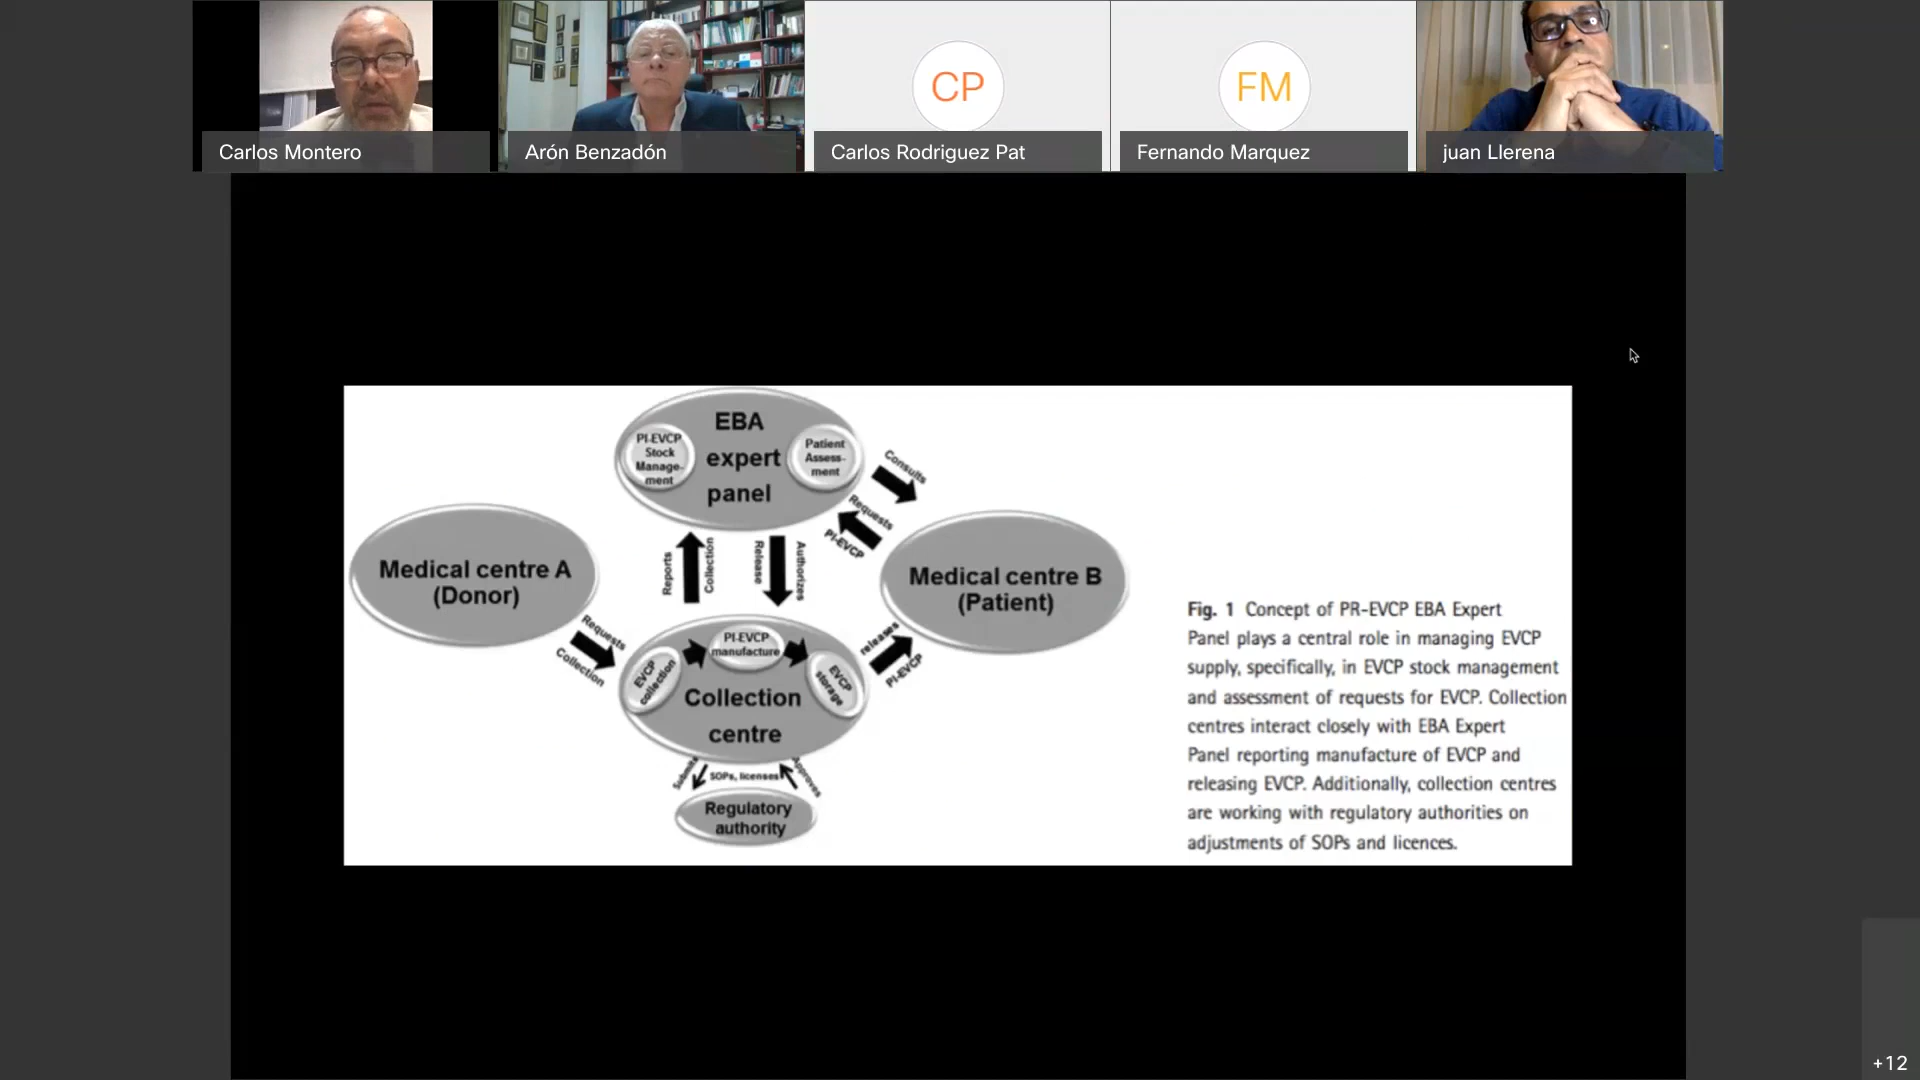 CP
FM
Carlos Montero
Arón Benzadón
Carlos Rodriguez Pat
Fernando Marquez
juan Llerena
EBA
expert
panel
PI-EVCP
Stock
Manage-
ment
Patient
Assess-
ment
Consults
Requests
PI-EVCP
Medical centre A
(Donor)
Reports
Collection
Release
Authorizes
Medical centre B
(Patient)
Requests
Collection
EVCP
collection
PI-EVCP
manufacture
EVCP
storage
Collection
centre
releases
PI-EVCP
Submits
SOPs, licenses
Approves
Regulatory
authority
Fig. 1 Concept of PR-EVCP EBA Expert
Panel plays a central role in managing EVCP
supply, specifically, in EVCP stock management
and assessment of requests for EVCP. Collection
centres interact closely with EBA Expert
Panel reporting manufacture of EVCP and
releasing EVCP. Additionally, collection centres
are working with regulatory authorities on
adjustments of SOPs and licences.
+12